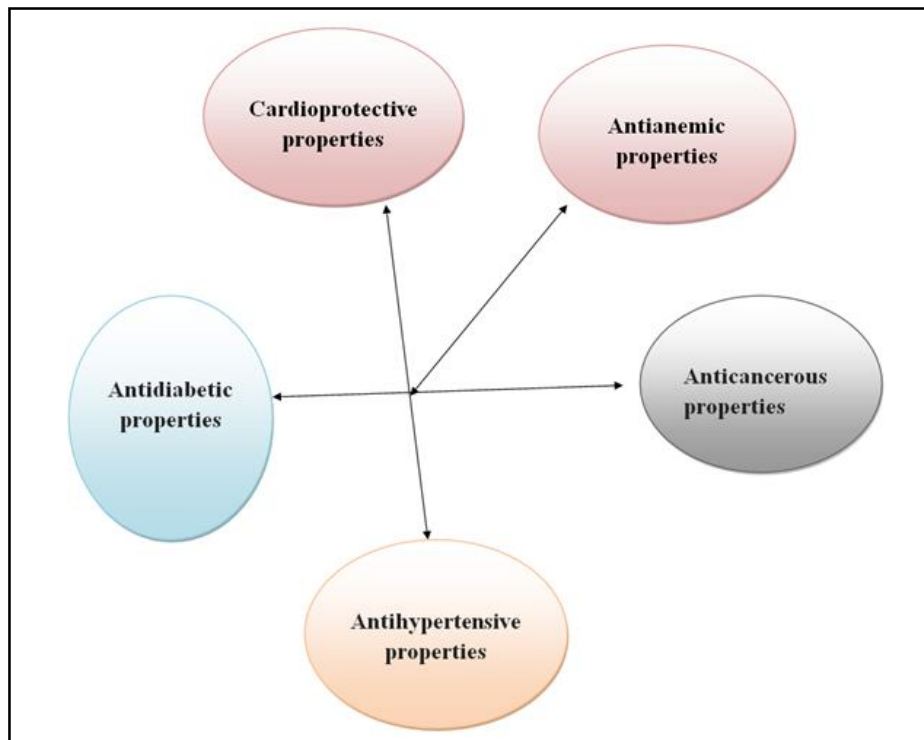 Cardioprotective
properties
Antianemic
properties
Antidiabetic
properties
Anticancerous
properties
Antihypertensive
properties